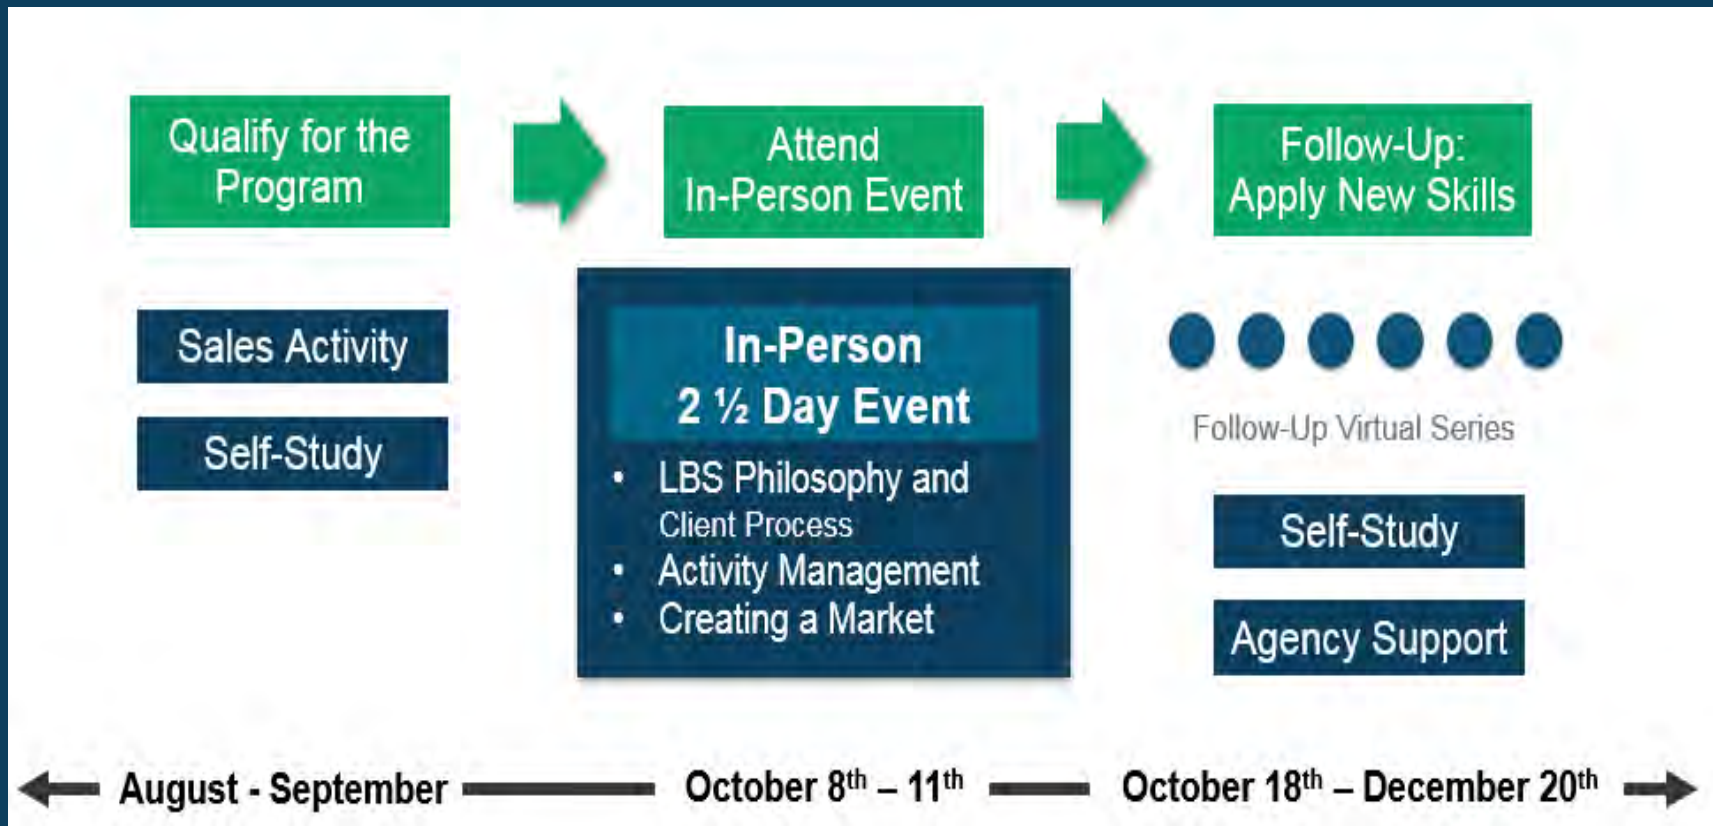 Qualify for the
Program
Sales Activity
Self-Study
Attend
In-Person Event
In-Person
2 ½ Day Event
• LBS Philosophy and
Client Process
• Activity Management
• Creating a Market
Follow-Up:
Apply New Skills
Follow-Up Virtual Series
Self-Study
Agency Support
August - September
October 8th – 11th
October 18th – December 20th